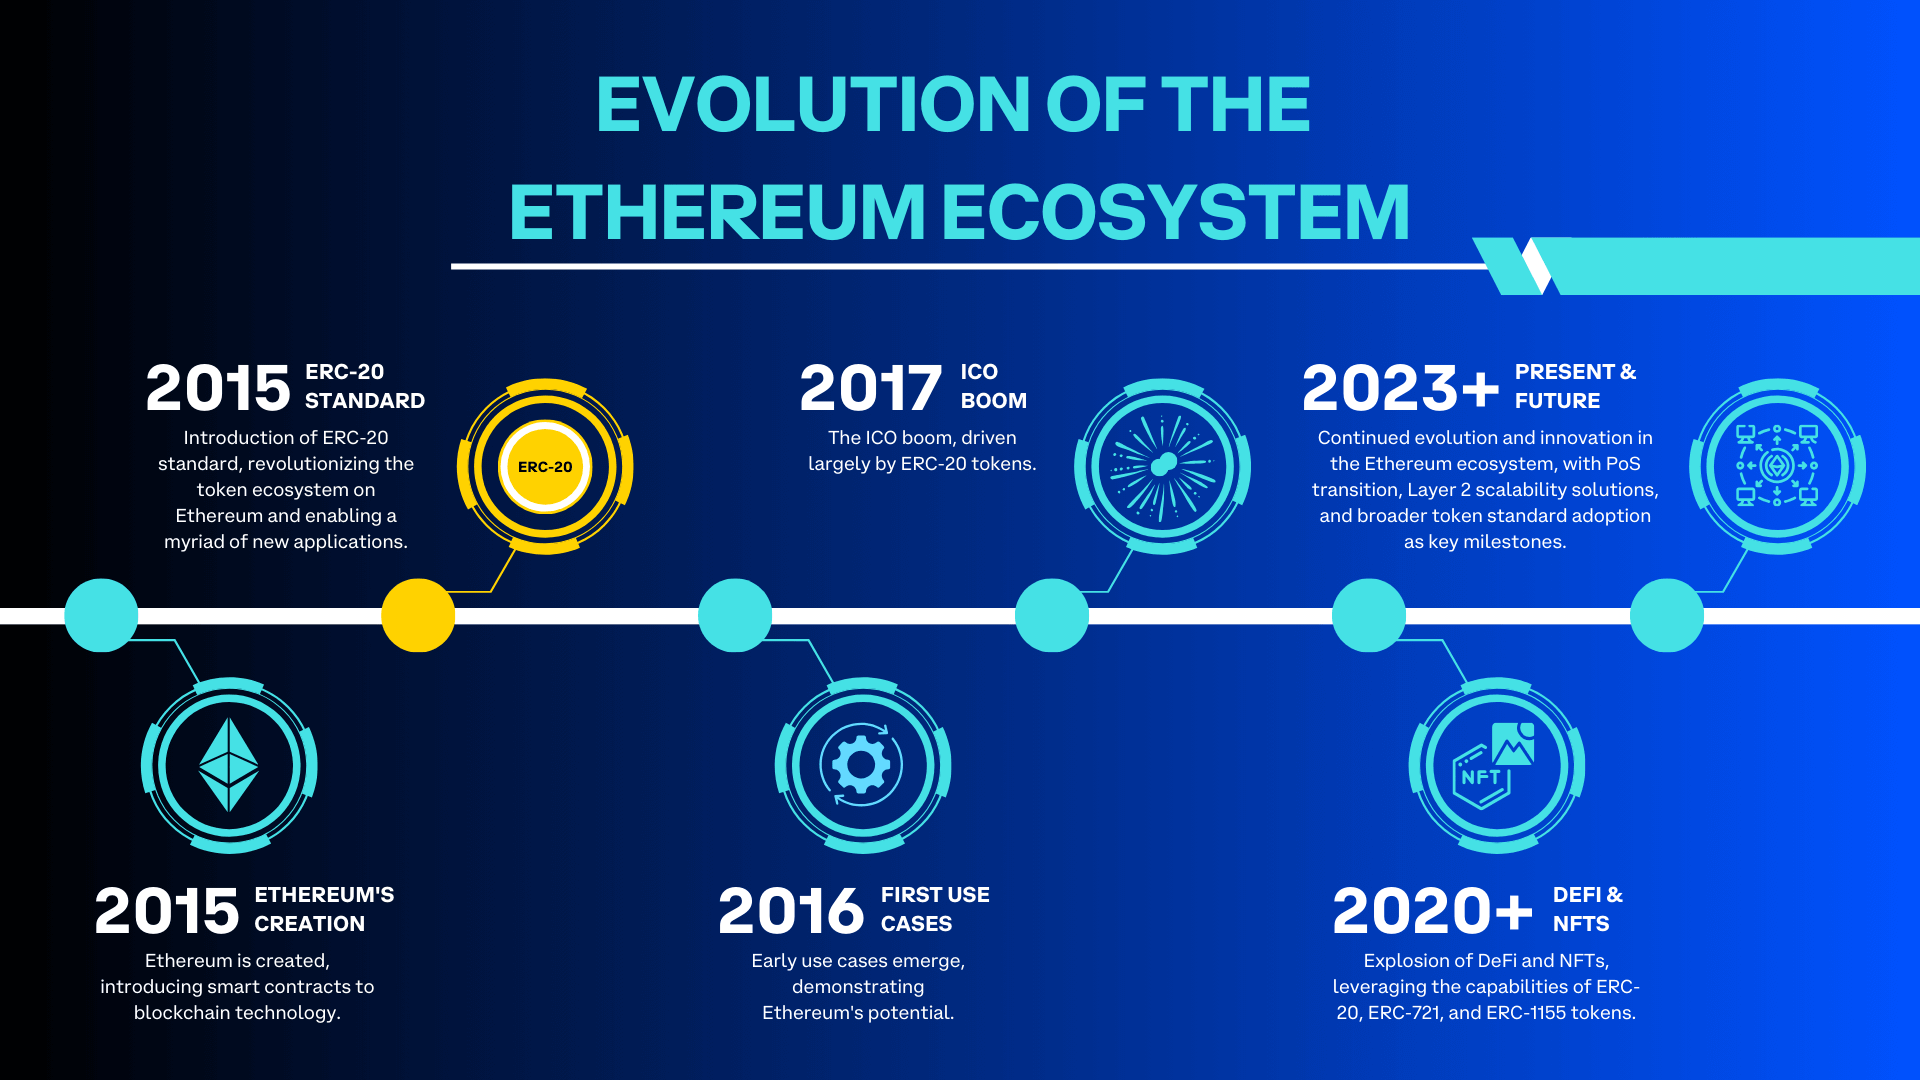 EVOLUTION OF THE
ETHEREUM ECOSYSTEM
2015 ERC-20
STANDARD
Introduction of ERC-20
standard, revolutionizing the
token ecosystem on
Ethereum and enabling a
myriad of new applications.
ERC-20
2017 ICO
BOOM
The ICO boom, driven
largely by ERC-20 tokens.
2023+ PRESENT &
FUTURE
Continued evolution and innovation in
the Ethereum ecosystem, with PoS
transition, Layer 2 scalability solutions,
and broader token standard adoption
as key milestones.
2015 ETHEREUM'S
CREATION
Ethereum is created,
introducing smart contracts to
blockchain technology.
2016 FIRST USE
CASES
Early use cases emerge,
demonstrating
Ethereum's potential.
NFT
2020+ DEFI &
NFTS
Explosion of DeFi and NFTs,
leveraging the capabilities of ERC-
20, ERC-721, and ERC-1155 tokens.